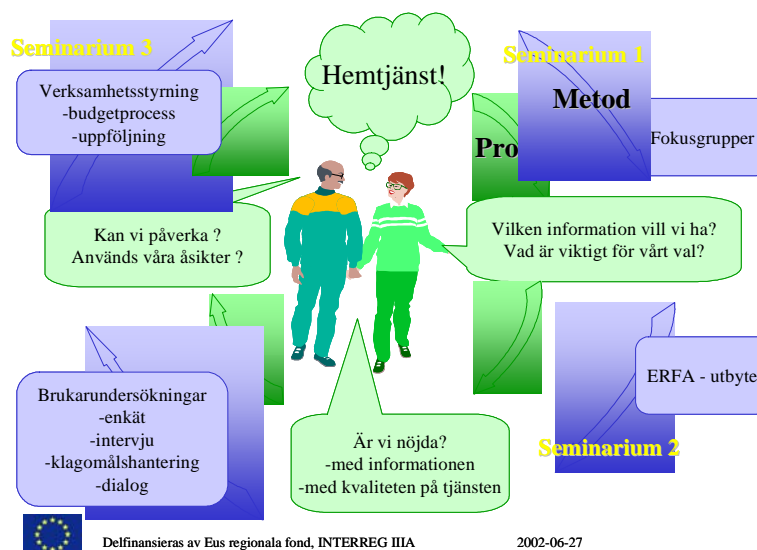 Seminarium 3
Verksamhetsstyrning
-budgetprocess
-uppföljning
Hemtjänst!
Seminarium 1
Metod
Pro
Fokusgrupper
Kan vi påverka ?
Används våra åsikter ?
Vilken information vill vi ha?
Vad är viktigt för vårt val?
Brukarundersökningar
-enkät
-intervju
-klagomålshantering
-dialog
Är vi nöjda?
-med informationen
-med kvaliteten på tjänsten
ERFA - utbyte
Seminarium 2
Delfinansieras av Eus regionala fond, INTERREG IIIA
2002-06-27